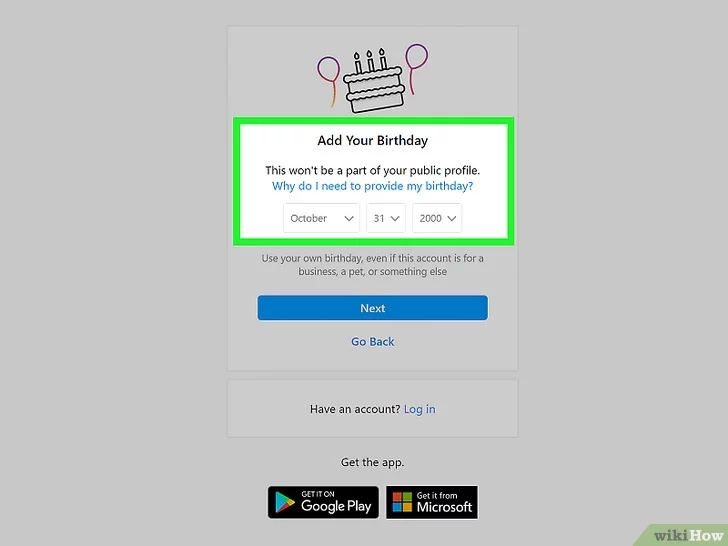 Add Your Birthday
This won't be a part of your public profile.
Why do I need to provide my birthday?
October 31 2000
Use your own birthday, even if this account is for a
business, a pet, or something else
Next
Go Back
Have an account? Log in
Get the app.
GET IT ON
Google Play
Get it from
Microsoft
wikiHow